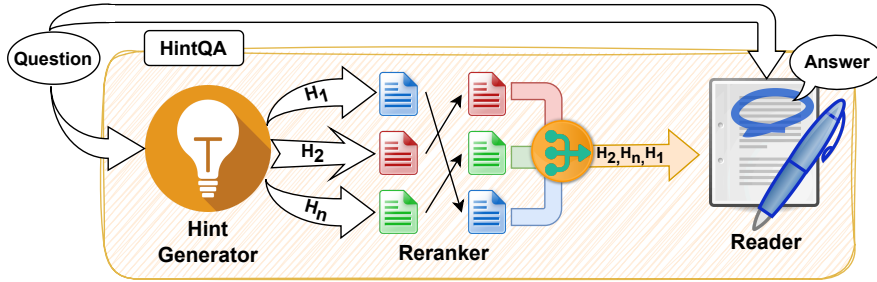 Question
HintQA
Answer
H1
H2
Hn
H2,Hn,H1
Hint
Generator
Reranker
Reader